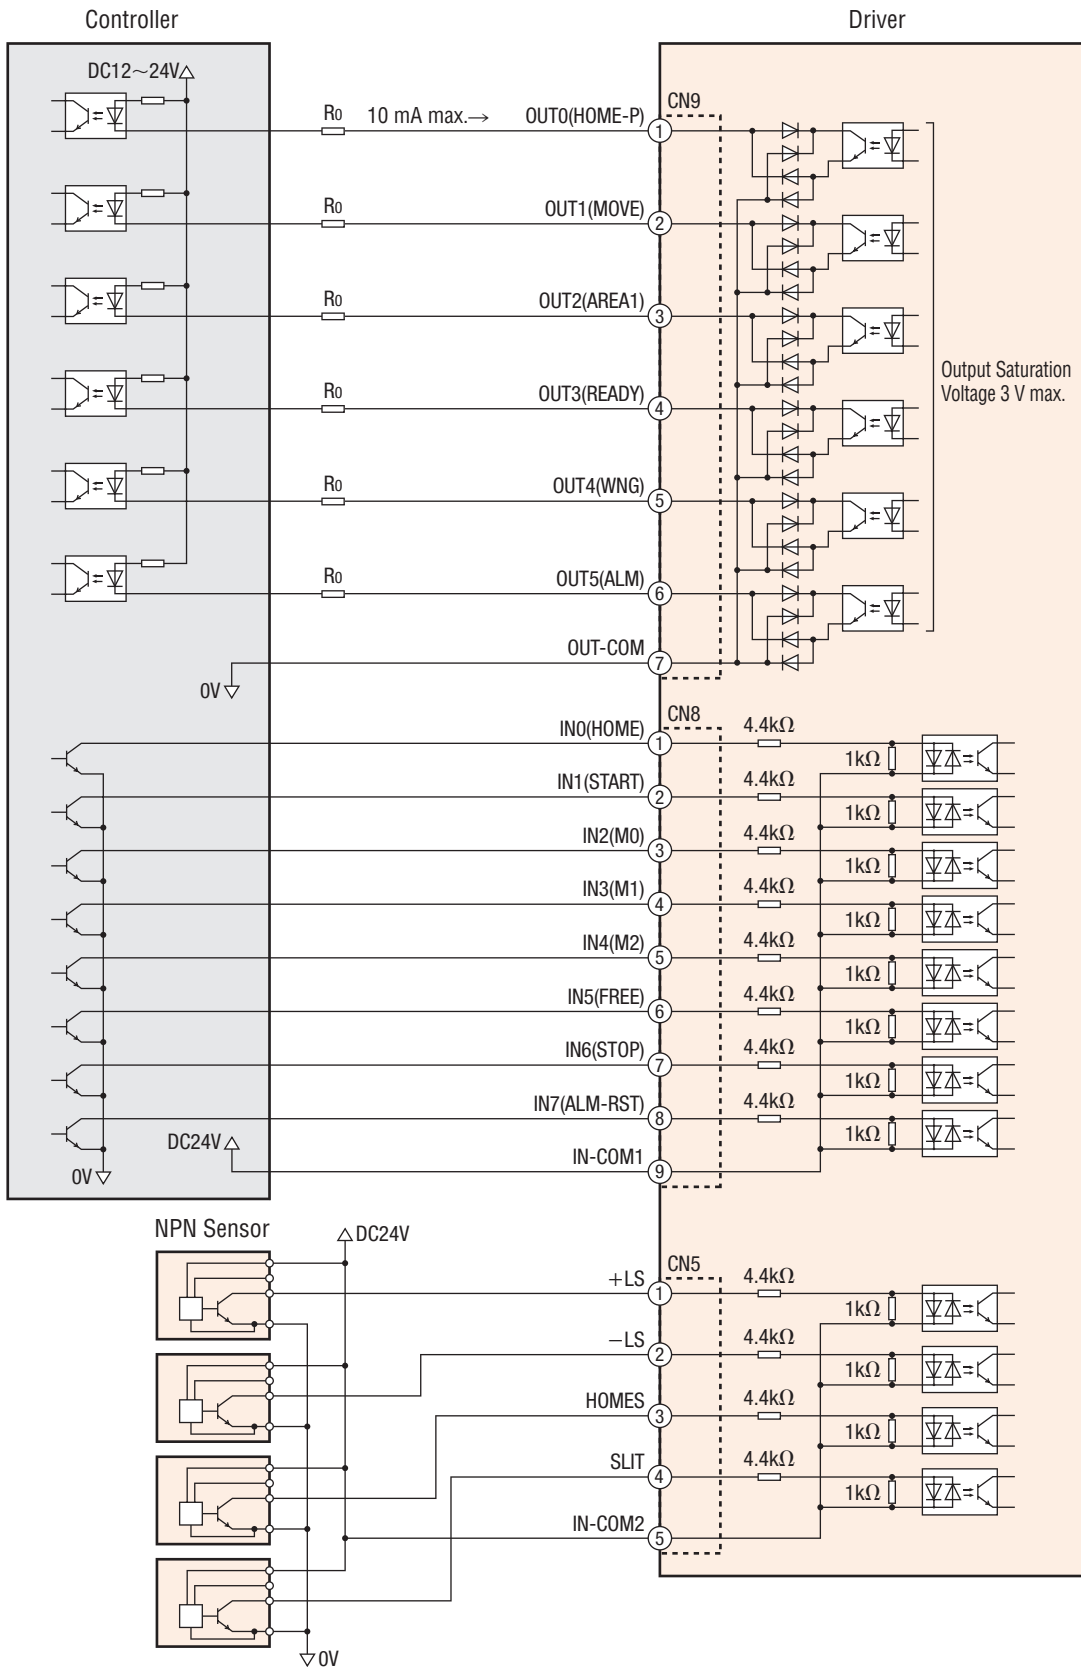 Controller
Driver
DC12～24V
CN9
R0 10 mA max.→ OUT0(HOME-P) 1
R0 OUT1(MOVE) 2
R0 OUT2(AREA1) 3
Output Saturation
Voltage 3 V max.
R0 OUT3(READY) 4
R0 OUT4(WNG) 5
R0 OUT5(ALM) 6
OUT-COM 7
0V
CN8
IN0(HOME) 1 4.4kΩ
1kΩ
IN1(START) 2 4.4kΩ
1kΩ
IN2(M0) 3 4.4kΩ
1kΩ
IN3(M1) 4 4.4kΩ
1kΩ
IN4(M2) 5 4.4kΩ
1kΩ
IN5(FREE) 6 4.4kΩ
1kΩ
IN6(STOP) 7 4.4kΩ
1kΩ
IN7(ALM-RST) 8 4.4kΩ
1kΩ
DC24V IN-COM1 9
0V
NPN Sensor
DC24V
CN5
+LS 1 4.4kΩ
1kΩ
−LS 2 4.4kΩ
1kΩ
HOMES 3 4.4kΩ
1kΩ
SLIT 4 4.4kΩ
1kΩ
IN-COM2 5
0V